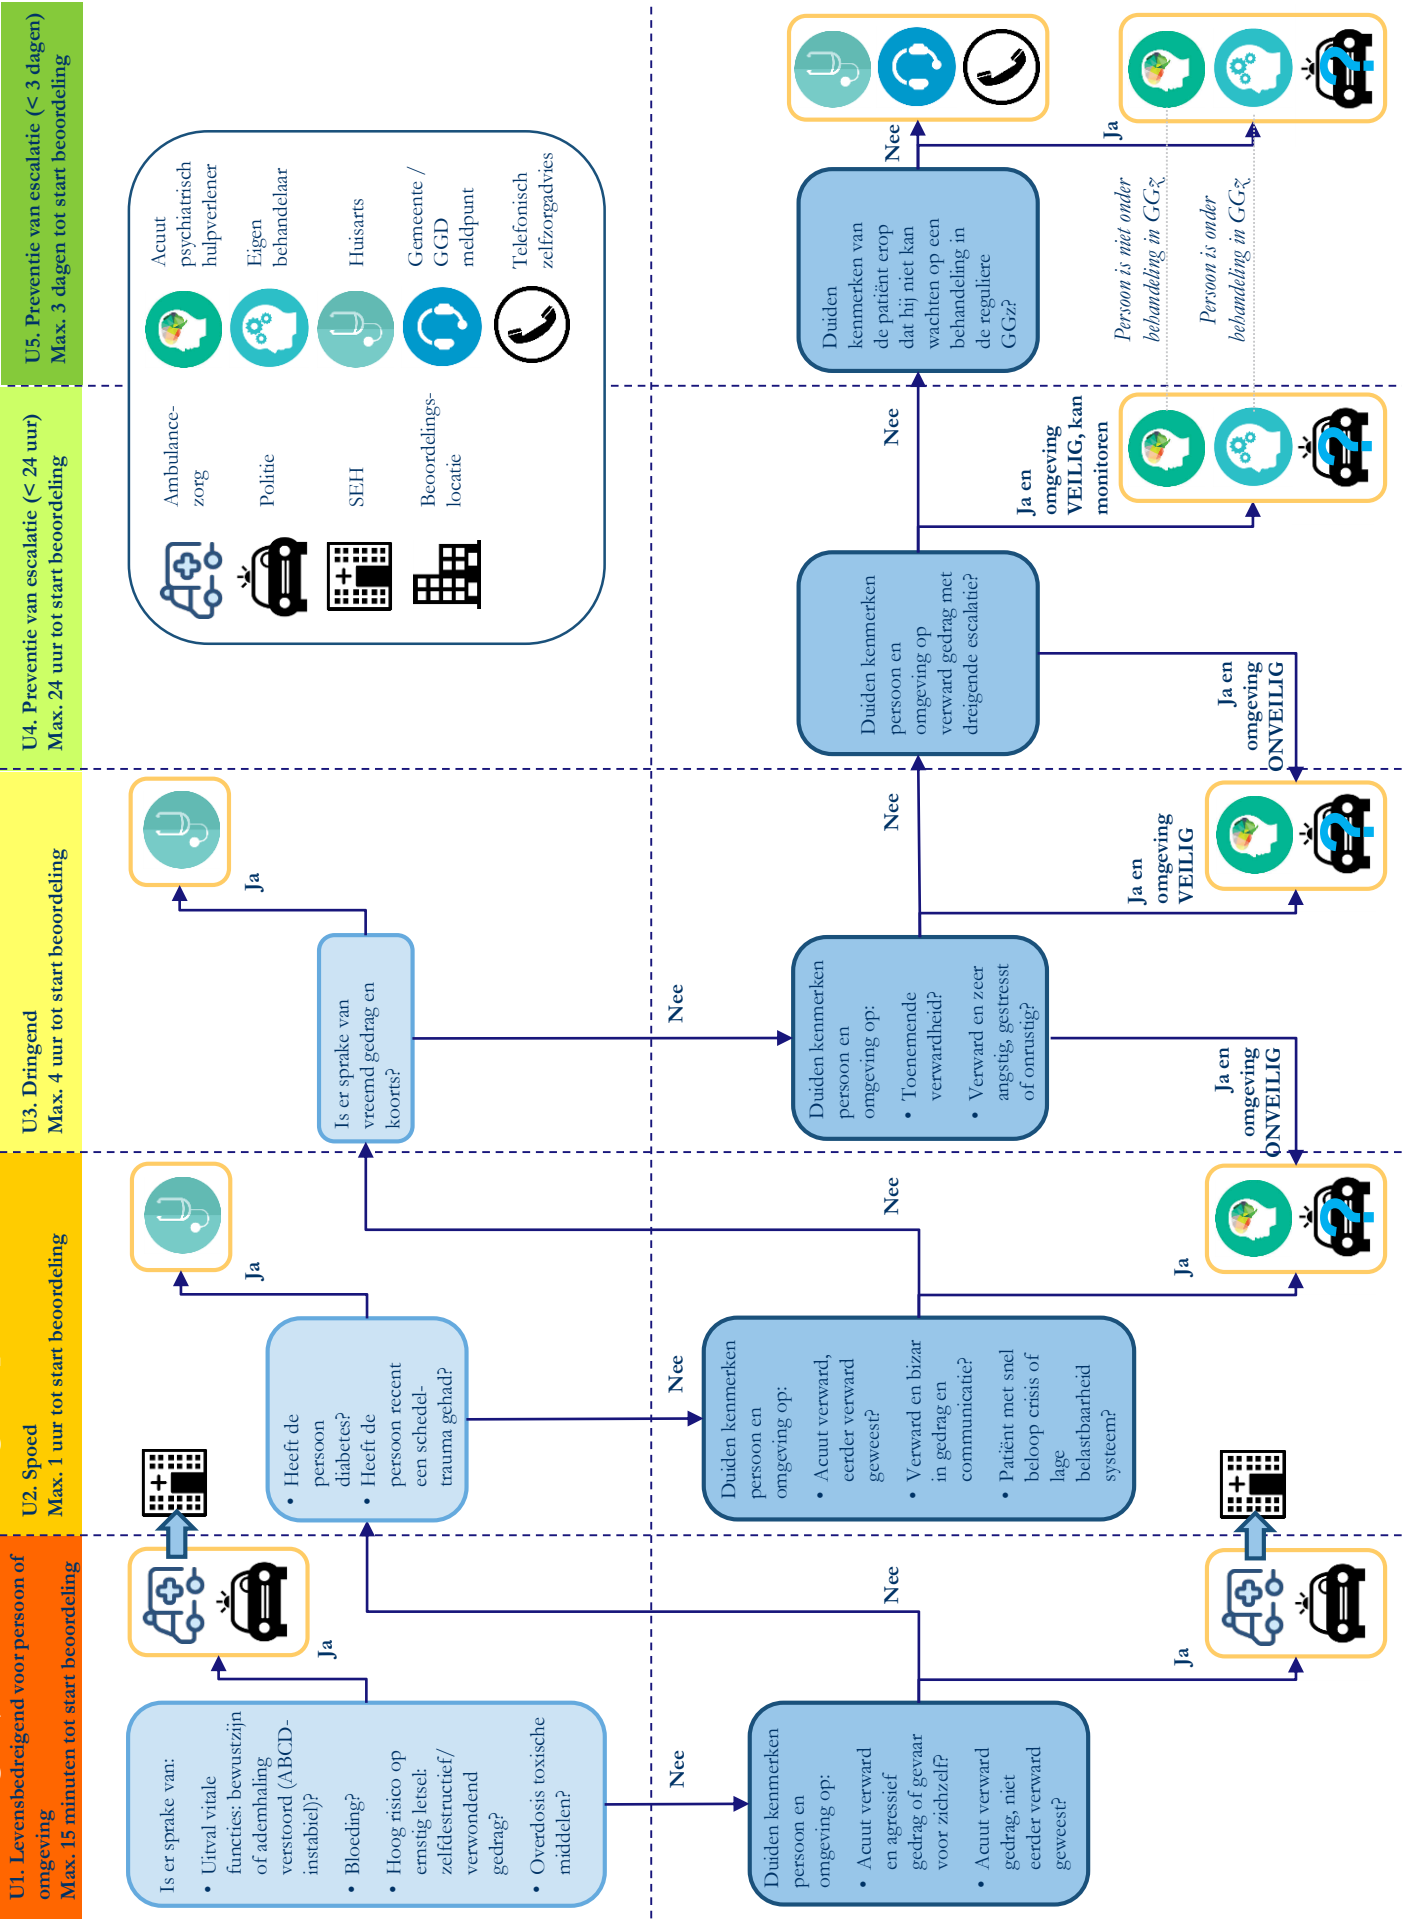 U1. Levensbedreigend voor persoon of
omgeving
Max. 15 minuten tot start beoordeling
U2. Spoed
Max. 1 uur tot start beoordeling
U3. Dringend
Max. 4 uur tot start beoordeling
U4. Preventie van escalatie (< 24 uur)
Max. 24 uur tot start beoordeling
U5. Preventie van escalatie (< 3 dagen)
Max. 3 dagen tot start beoordeling
Is er sprake van:
• Uitval vitale
functies: bewustzijn
of ademhaling
verstoord (ABCD-
instabiel)?
• Bloeding?
• Hoog risico op
ernstig letsel:
zelfdestructief/
verwondend
gedrag?
• Overdosis toxische
middelen?
Ja
Nee
Duiden kenmerken
persoon en
omgeving op:
• Acuut verward
en agressief
gedrag of gevaar
voor zichzelf?
• Acuut verward
gedrag, niet
eerder verward
geweest?
Nee
Ja
• Heeft de
persoon
diabetes?
• Heeft de
persoon recent
een schedel-
trauma gehad?
Ja
Nee
Duiden kenmerken
persoon en
omgeving op:
• Acuut verward,
eerder verward
geweest?
• Verward en bizar
in gedrag en
communicatie?
• Patiënt met snel
beloop crisis of
lage
belastbaarheid
systeem?
Nee
Ja
Is er sprake van
vreemd gedrag en
koorts?
Ja
Nee
Duiden kenmerken
persoon en
omgeving op:
• Toenemende
verwardheid?
• Verward en zeer
angstig, gestresst
of onrustig?
Nee
Ja en
omgeving
VEILIG
Ja en
omgeving
ONVEILIG
Duiden kenmerken
persoon en
omgeving op
verward gedrag met
dreigende escalatie?
Nee
Ja en
omgeving
VEILIG, kan
monitoren
Ja en
omgeving
ONVEILIG
Duiden
kenmerken van
de patiënt erop
dat hij niet kan
wachten op een
behandeling in
de reguliere
GGz?
Nee
Ja
Persoon is niet onder
behandeling in GGz
Persoon is onder
behandeling in GGz
Ambulance-
zorg
Politie
SEH
Beoordelings-
locatie
Acuut
psychiatrisch
hulpverlener
Eigen
behandelaar
Huisarts
Gemeente /
GGD
meldpunt
Telefonisch
zelfzorgadvies